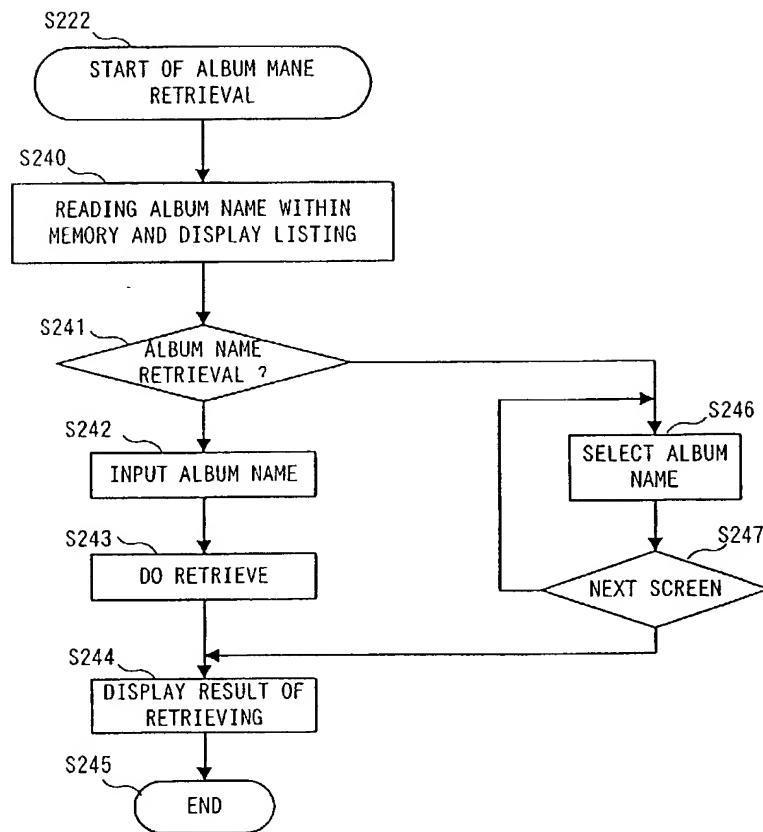 S222
START OF ALBUM MANE
RETRIEVAL
S240
READING ALBUM NAME WITHIN
MEMORY AND DISPLAY LISTING
S241
ALBUM NAME
RETRIEVAL ?
S242
INPUT ALBUM NAME
S243
DO RETRIEVE
S246
SELECT ALBUM
NAME
S247
NEXT SCREEN
S244
DISPLAY RESULT OF
RETRIEVING
S245
END